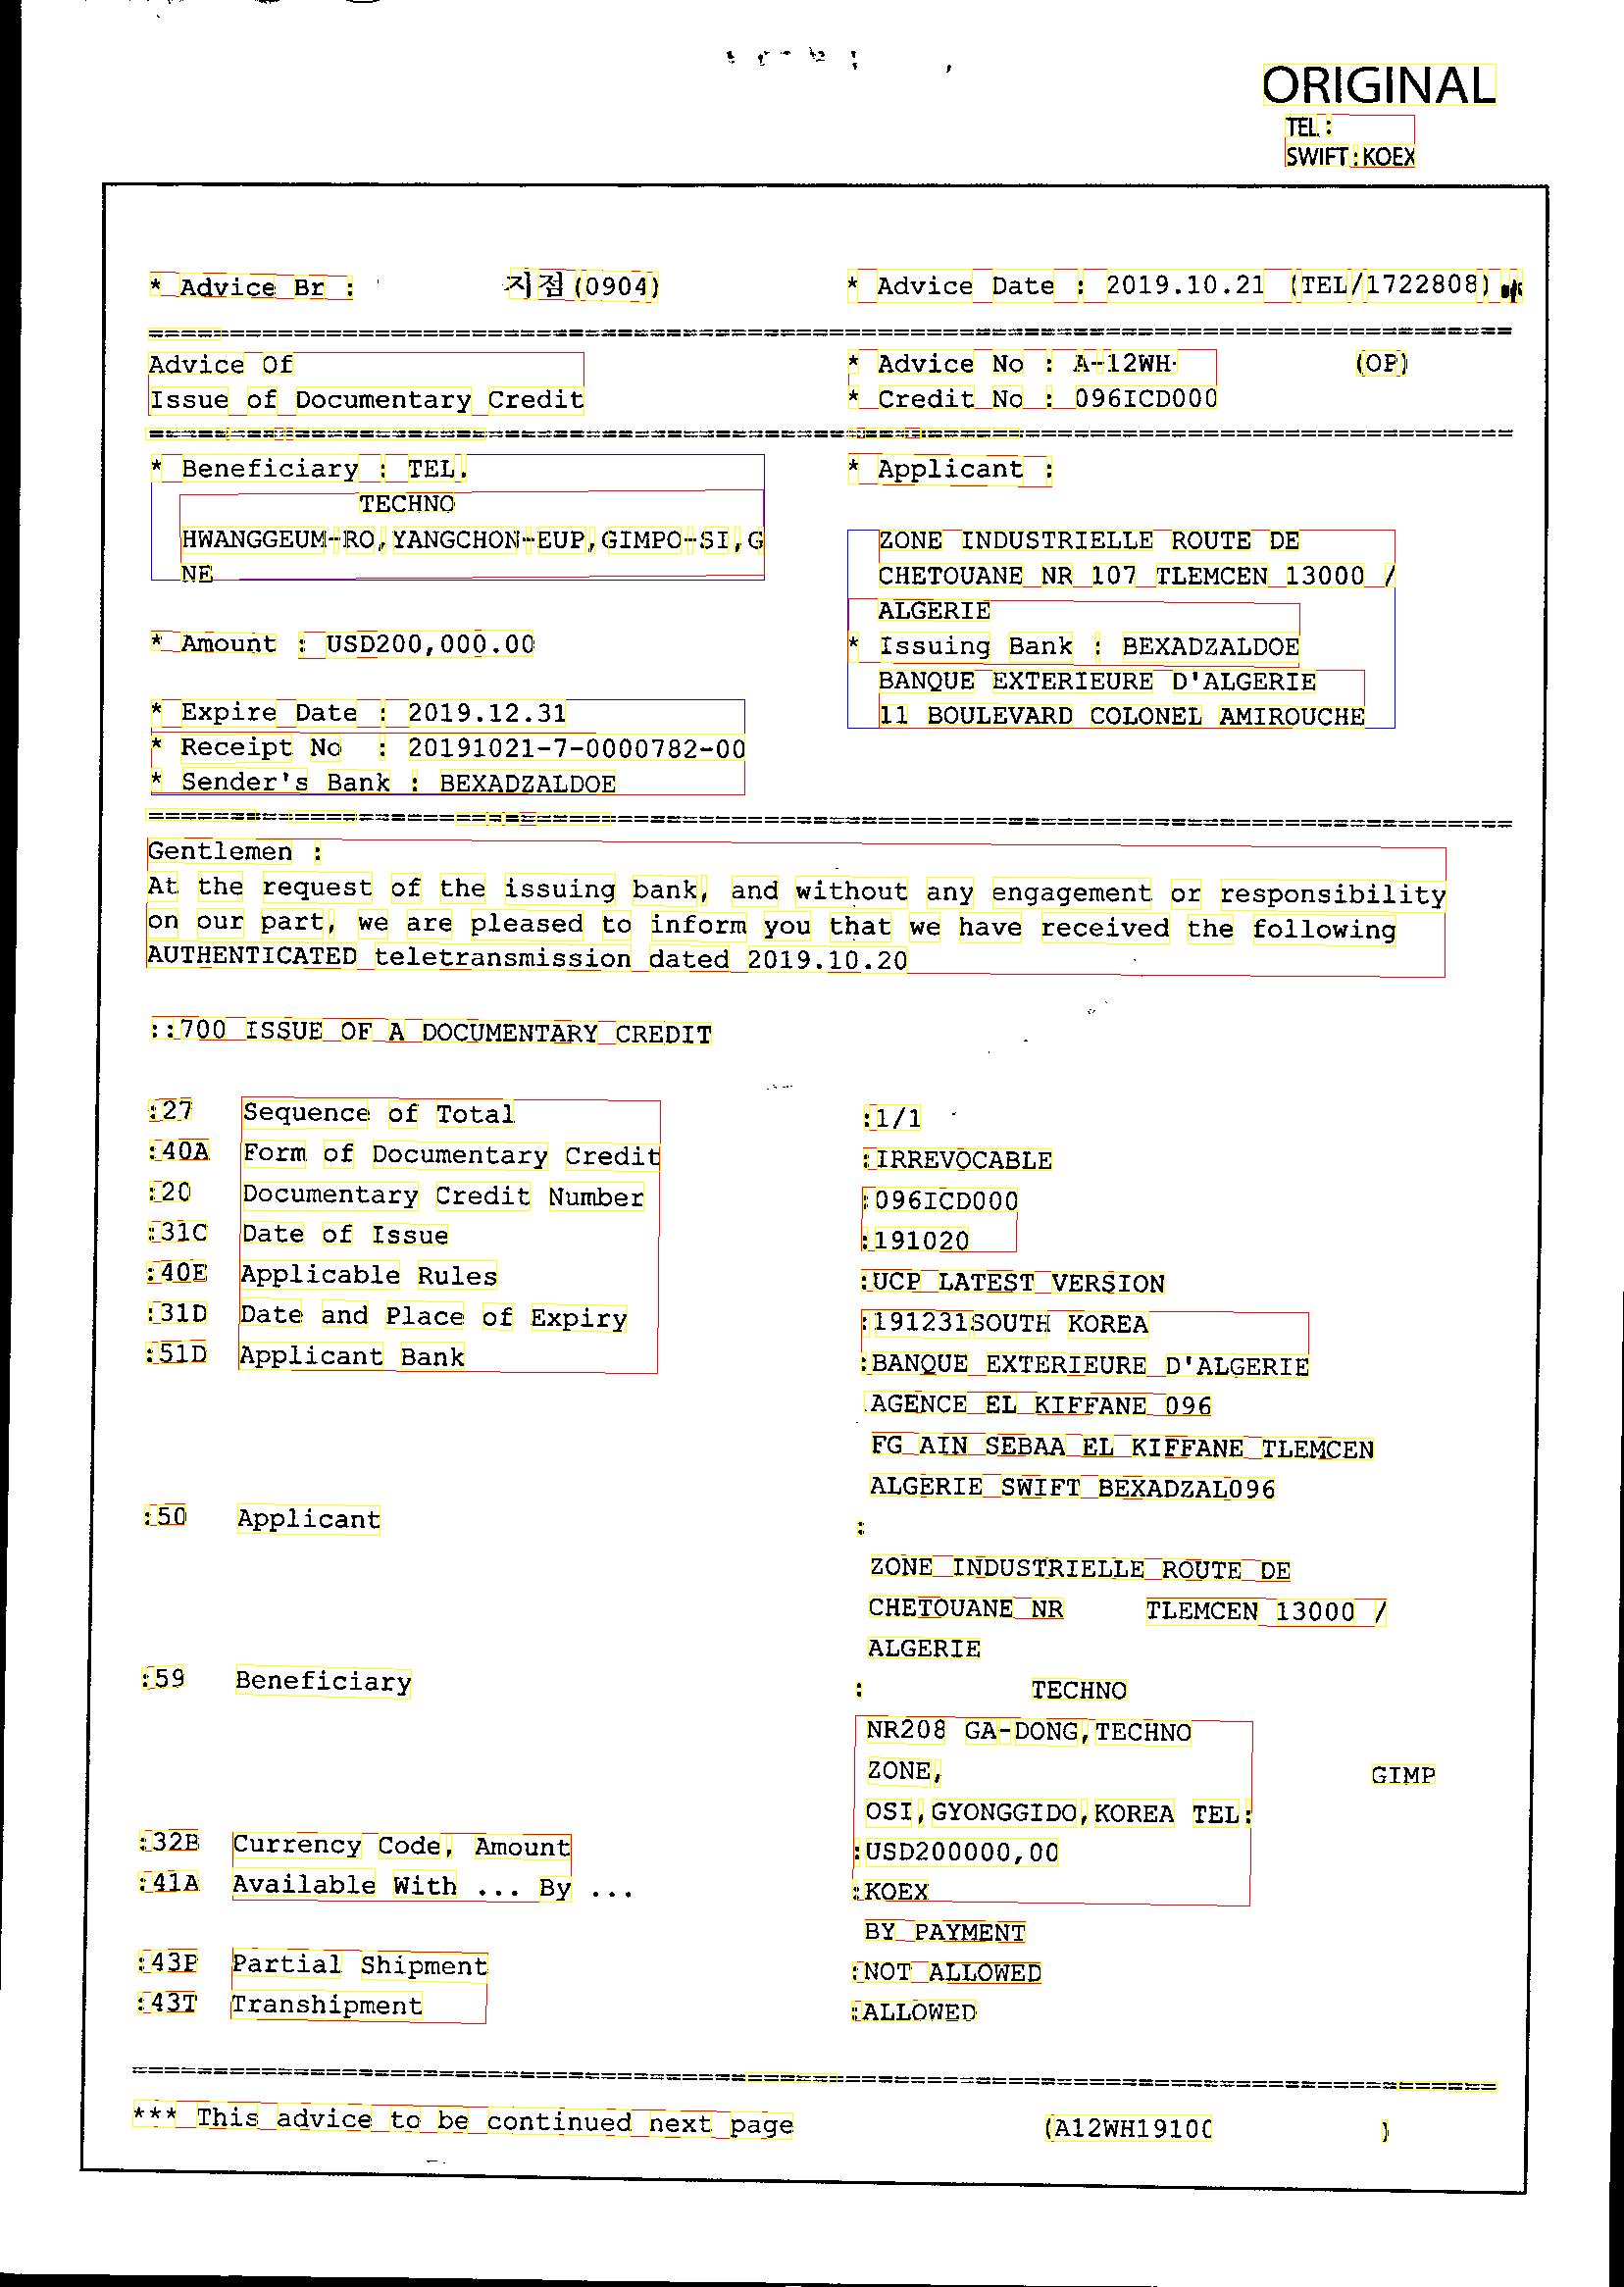 ORIGINAL
TEL :
SWIFT : KOEX
* Advice Br : 지점 (0904) * Advice Date : 2019.10.21 (TEL/1722808)
Advice Of * Advice No : A-12WH- (OP)
Issue of Documentary Credit * Credit No : 096ICD000
* Beneficiary : TEL. * Applicant :
TECHNO
HWANGGEUM-RO,YANGCHON-EUP,GIMPO-SI,G ZONE INDUSTRIELLE ROUTE DE
NE CHETOUANE NR 107 TLEMCEN 13000 /
ALGERIE
* Amount : USD200,000.00 * Issuing Bank : BEXADZALDOE
BANQUE EXTERIEURE D'ALGERIE
* Expire Date : 2019.12.31 11 BOULEVARD COLONEL AMIROUCHE
* Receipt No : 20191021-7-0000782-00
* Sender's Bank : BEXADZALDOE
Gentlemen :
At the request of the issuing bank, and without any engagement or responsibility
on our part, we are pleased to inform you that we have received the following
AUTHENTICATED teletransmission dated 2019.10.20
::700 ISSUE OF A DOCUMENTARY CREDIT
:27 Sequence of Total :1/1
:40A Form of Documentary Credit :IRREVOCABLE
:20 Documentary Credit Number :096ICD000
:31C Date of Issue :191020
:40E Applicable Rules :UCP LATEST VERSION
:31D Date and Place of Expiry :191231SOUTH KOREA
:51D Applicant Bank :BANQUE EXTERIEURE D'ALGERIE
AGENCE EL KIFFANE 096
FG AIN SEBAA EL KIFFANE TLEMCEN
ALGERIE SWIFT BEXADZAL096
:50 Applicant :
ZONE INDUSTRIELLE ROUTE DE
CHETOUANE NR TLEMCEN 13000 /
ALGERIE
:59 Beneficiary : TECHNO
NR208 GA-DONG,TECHNO
ZONE, GIMP
OSI,GYONGGIDO,KOREA TEL:
:32B Currency Code, Amount :USD200000,00
:41A Available With ... By ... :KOEX
BY PAYMENT
:43P Partial Shipment :NOT ALLOWED
:43T Transhipment :ALLOWED
*** This advice to be continued next page (A12WH19100 )